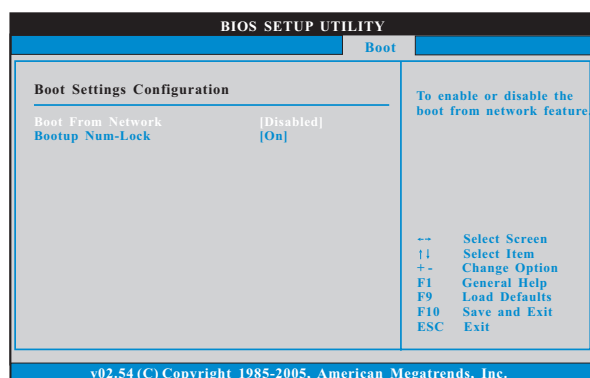 BIOS SETUP UTILITY
Boot
Boot Settings Configuration
Boot From Network [Disabled]
Bootup Num-Lock [On]
To enable or disable the
boot from network feature.
←→ Select Screen
↑↓ Select Item
+ - Change Option
F1 General Help
F9 Load Defaults
F10 Save and Exit
ESC Exit
v02.54 (C) Copyright 1985-2005, American Megatrends, Inc.